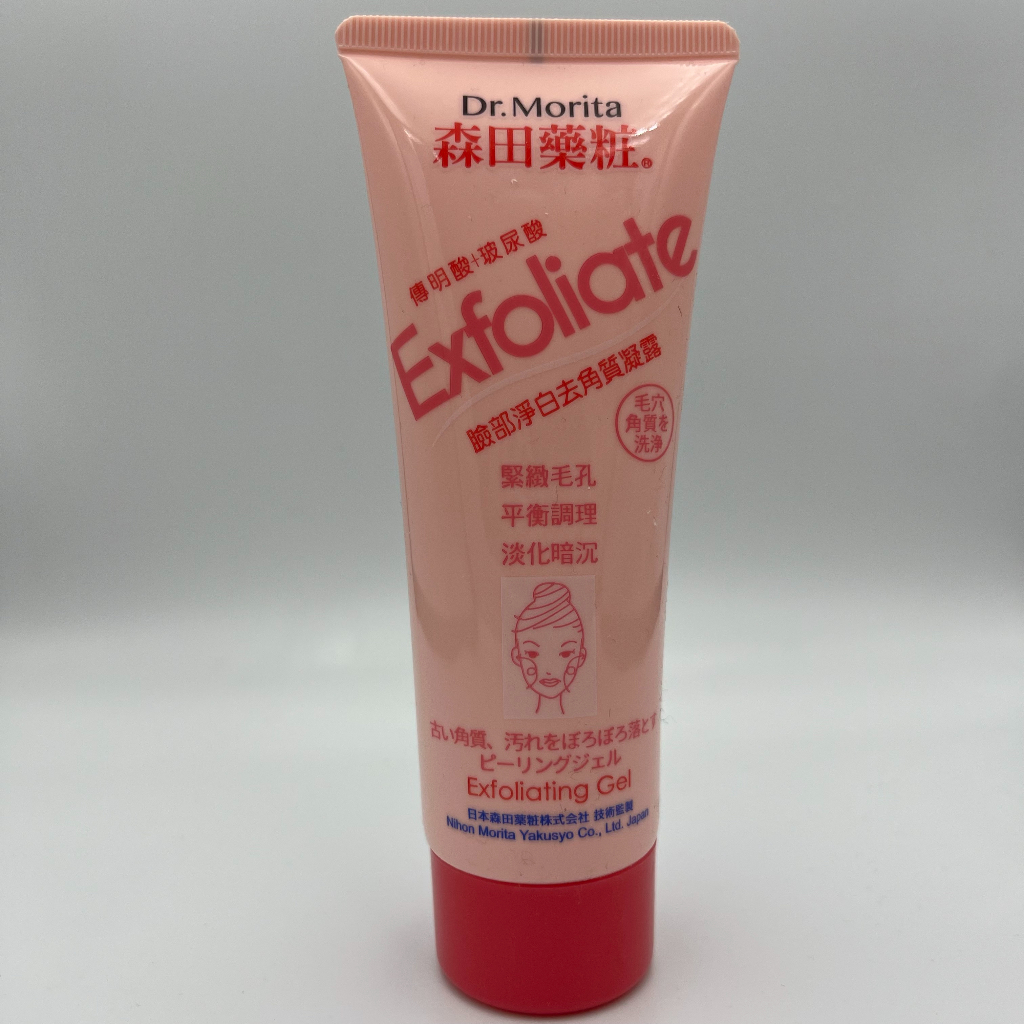 Dr.Morita
森田藥粧®
傳明酸+玻尿酸
Exfoliate
臉部淨白去角質凝露
毛穴
角質を
洗浄
緊緻毛孔
平衡調理
淡化暗沉
古い角質、汚れをぽろぽろ落とす
ピーリングジェル
Exfoliating Gel
日本森田藥粧株式会社 技術監製
Nihon Morita Yakusyo Co., Ltd. Japan